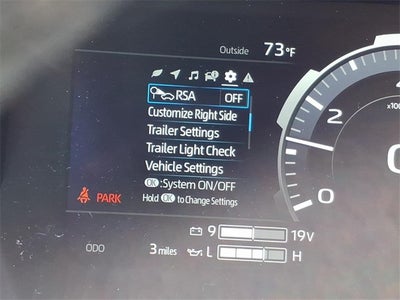 Outside 73°F
RSA OFF
Customize Right Side
Trailer Settings
Trailer Light Check
Vehicle Settings
OK:System ON/OFF
Hold OK to Change Settings
PARK
ODO 3 miles
9 19V
L H
2
0